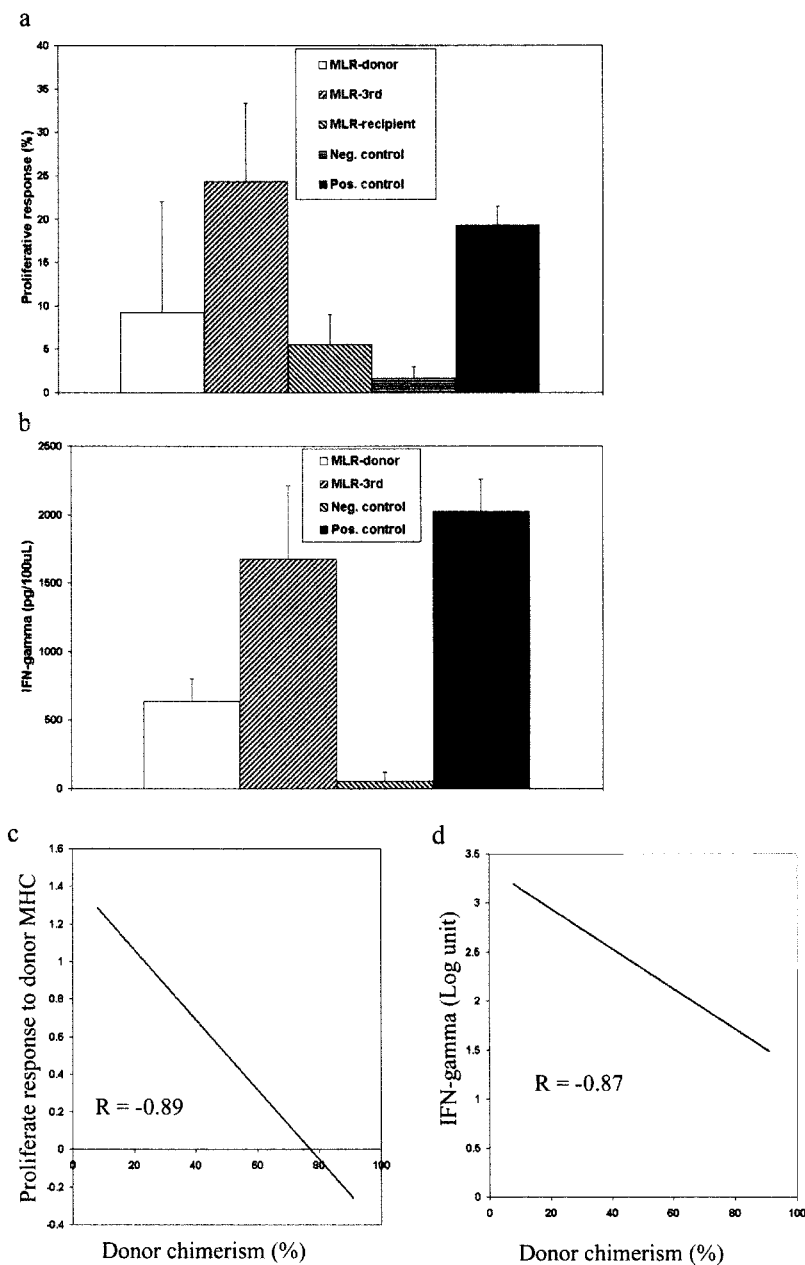 a
Proliferative response (%)
40
35
30
25
20
15
10
5
0
MLR-donor
MLR-3rd
MLR-recipient
Neg. control
Pos. control
b
IFN-gamma (pg/100uL)
2500
2000
1500
1000
500
0
MLR-donor
MLR-3rd
Neg. control
Pos. control
c
Proliferate response to donor MHC
1.6
1.4
1.2
1
0.8
0.6
0.4
0.2
0
-0.2
-0.4
0 20 40 60 80 100
R = -0.89
Donor chimerism (%)
d
IFN-gamma (Log unit)
3.5
3
2.5
2
1.5
1
0.5
0
0 20 40 60 80 100
R = -0.87
Donor chimerism (%)